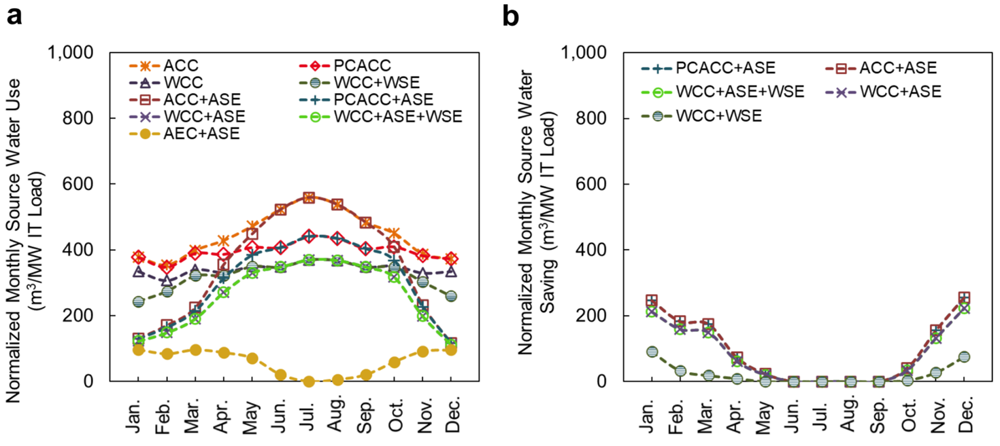 a
Normalized Monthly Source Water Use
(m³/MW IT Load)
1,000
800
600
400
200
0
ACC
PCACC
WCC
WCC+WSE
ACC+ASE
PCACC+ASE
WCC+ASE
WCC+ASE+WSE
AEC+ASE
Jan.
Feb.
Mar.
Apr.
May
Jun.
Jul.
Aug.
Sep.
Oct.
Nov.
Dec.
b
Normalized Monthly Source Water
Saving (m³/MW IT Load)
1,000
800
600
400
200
0
PCACC+ASE
ACC+ASE
WCC+ASE+WSE
WCC+ASE
WCC+WSE
Jan.
Feb.
Mar.
Apr.
May
Jun.
Jul.
Aug.
Sep.
Oct.
Nov.
Dec.